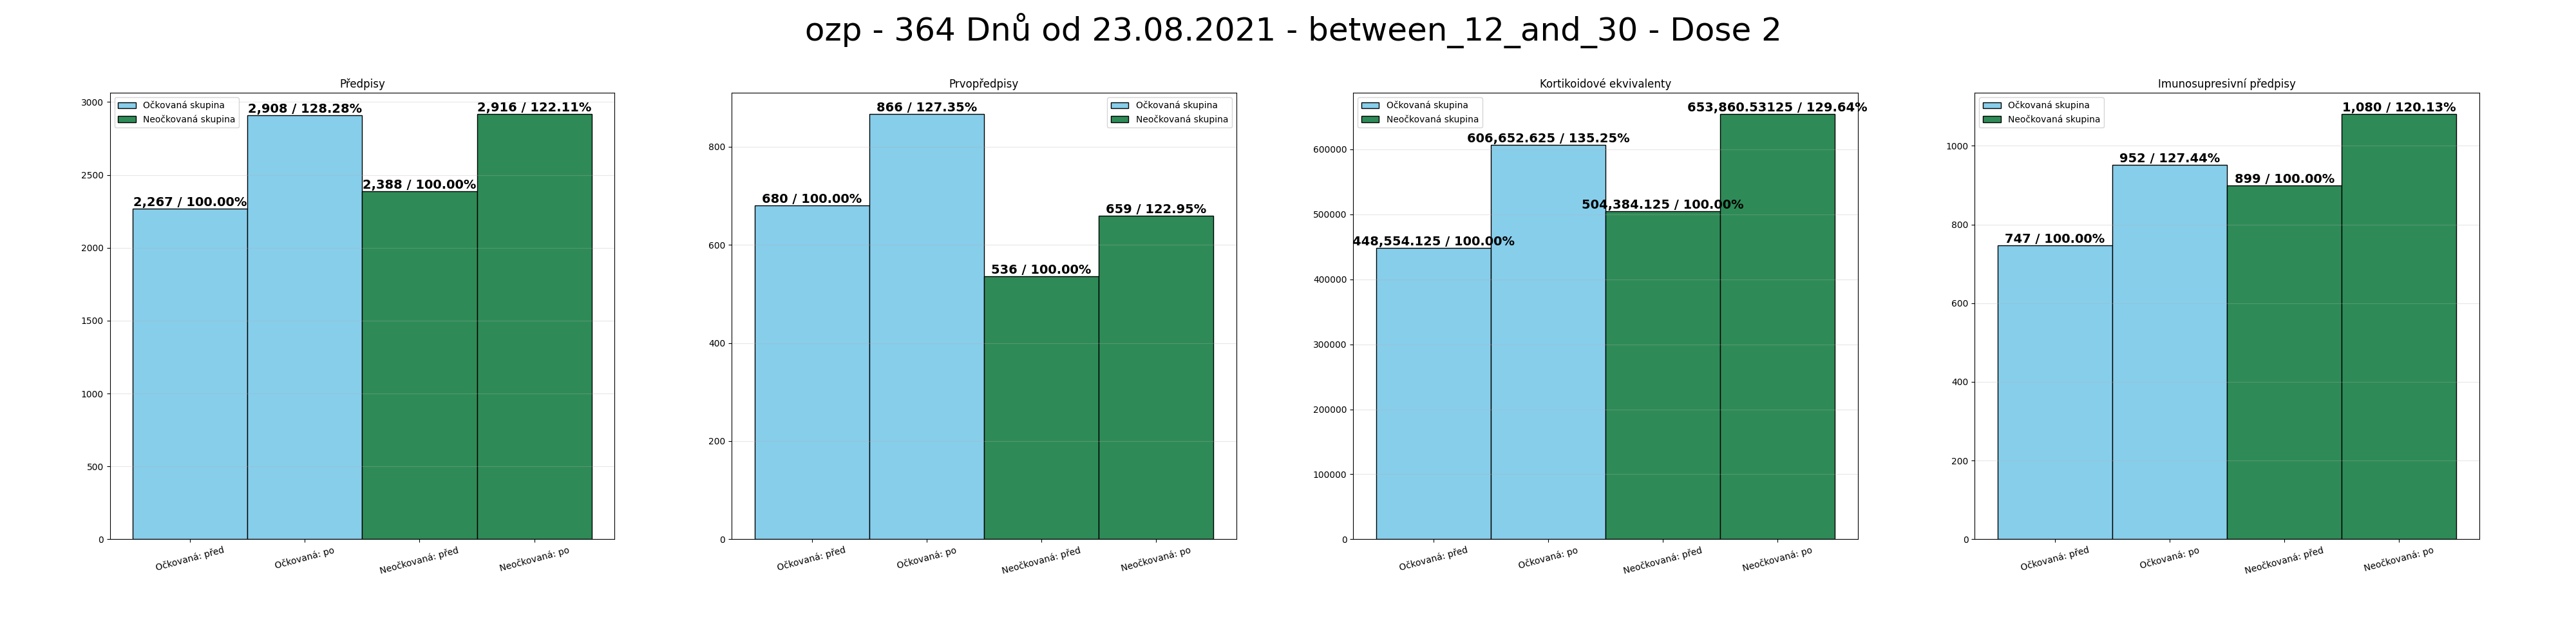 ozp - 364 Dnů od 23.08.2021 - between_12_and_30 - Dose 2
Předpisy
Očkovaná skupina
Neočkovaná skupina
2,267 / 100.00%
2,908 / 128.28%
2,388 / 100.00%
2,916 / 122.11%
3000
2500
2000
1500
1000
500
0
Očkovaná: před
Očkovaná: po
Neočkovaná: před
Neočkovaná: po
Prvopředpisy
Očkovaná skupina
Neočkovaná skupina
680 / 100.00%
866 / 127.35%
536 / 100.00%
659 / 122.95%
800
600
400
200
0
Očkovaná: před
Očkovaná: po
Neočkovaná: před
Neočkovaná: po
Kortikoidové ekvivalenty
Očkovaná skupina
Neočkovaná skupina
448,554.125 / 100.00%
606,652.625 / 135.25%
504,384.125 / 100.00%
653,860.53125 / 129.64%
600000
500000
400000
300000
200000
100000
0
Očkovaná: před
Očkovaná: po
Neočkovaná: před
Neočkovaná: po
Imunosupresivní předpisy
Očkovaná skupina
Neočkovaná skupina
747 / 100.00%
952 / 127.44%
899 / 100.00%
1,080 / 120.13%
1000
800
600
400
200
0
Očkovaná: před
Očkovaná: po
Neočkovaná: před
Neočkovaná: po